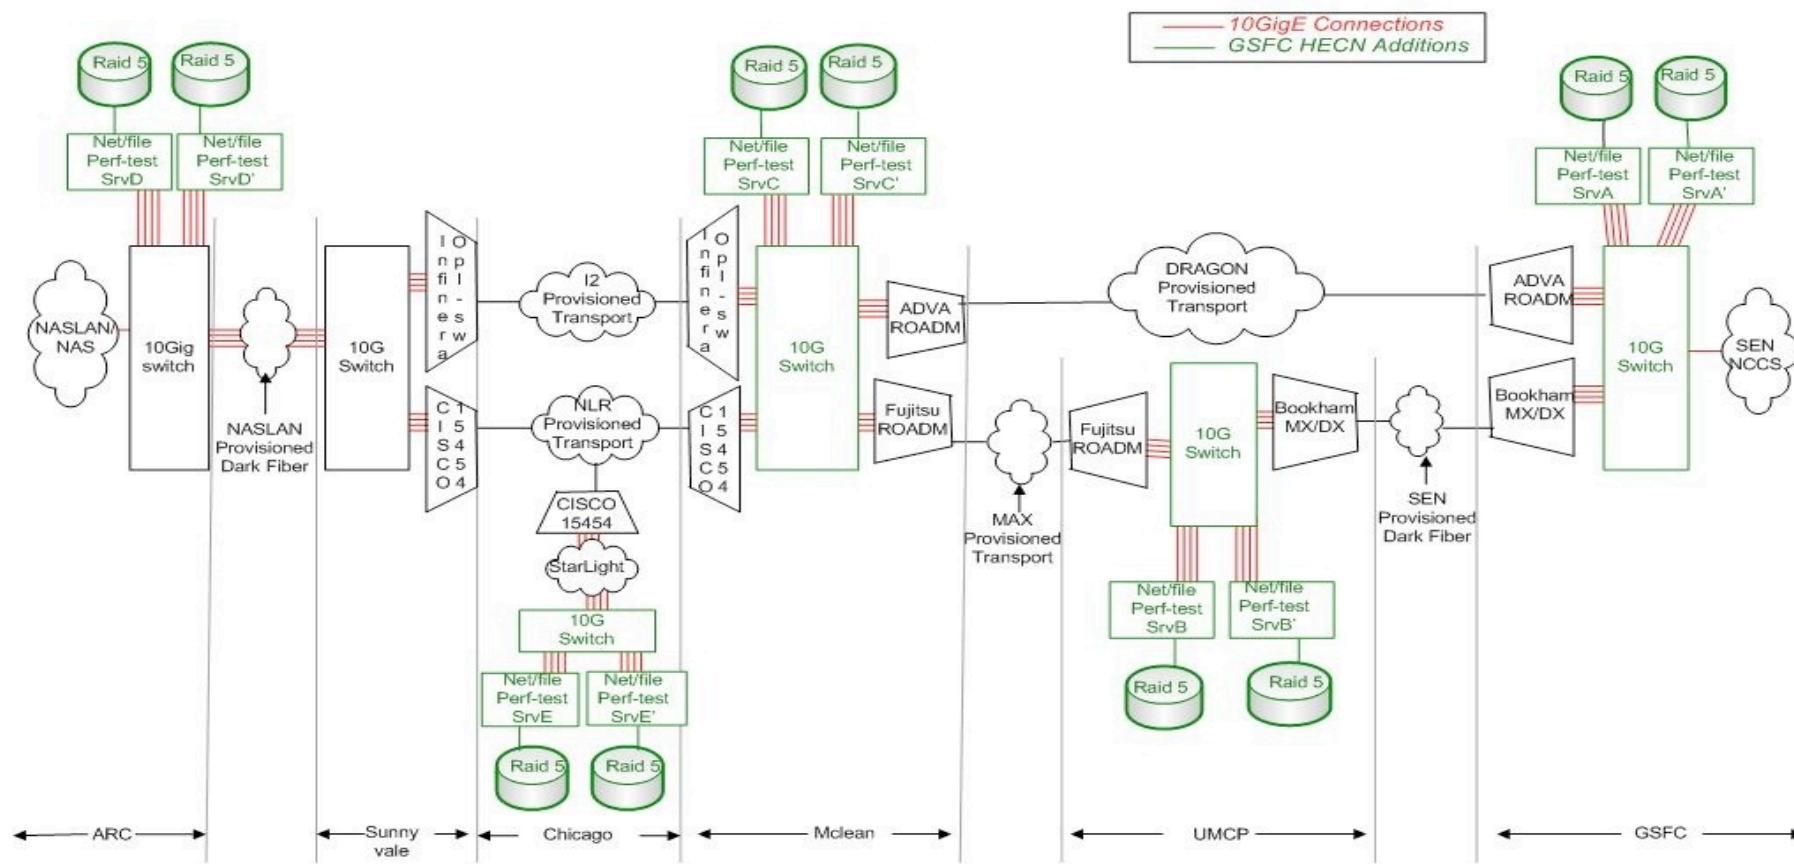 10GigE Connections
GSFC HECN Additions
Raid 5
Raid 5
Raid 5
Raid 5
Raid 5
Raid 5
Net/file
Perf-test
SrvD
Net/file
Perf-test
SrvD'
Net/file
Perf-test
SrvC
Net/file
Perf-test
SrvC'
Net/file
Perf-test
SrvA
Net/file
Perf-test
SrvA'
NASLAN/
NAS
10Gig
switch
NASLAN
Provisioned
Dark Fiber
10G
Switch
Infinera
Opl-sw
I2
Provisioned
Transport
Infinera
Opl-sw
10G
Switch
ADVA
ROADM
DRAGON
Provisioned
Transport
ADVA
ROADM
10G
Switch
SEN
NCCS
CISCO
15454
NLR
Provisioned
Transport
CISCO
15454
Fujitsu
ROADM
MAX
Provisioned
Transport
Fujitsu
ROADM
10G
Switch
Bookham
MX/DX
SEN
Provisioned
Dark Fiber
Bookham
MX/DX
CISCO
15454
StarLight
10G
Switch
Net/file
Perf-test
SrvE
Net/file
Perf-test
SrvE'
Raid 5
Raid 5
Net/file
Perf-test
SrvB
Net/file
Perf-test
SrvB'
Raid 5
Raid 5
ARC
Sunny
vale
Chicago
Mclean
UMCP
GSFC